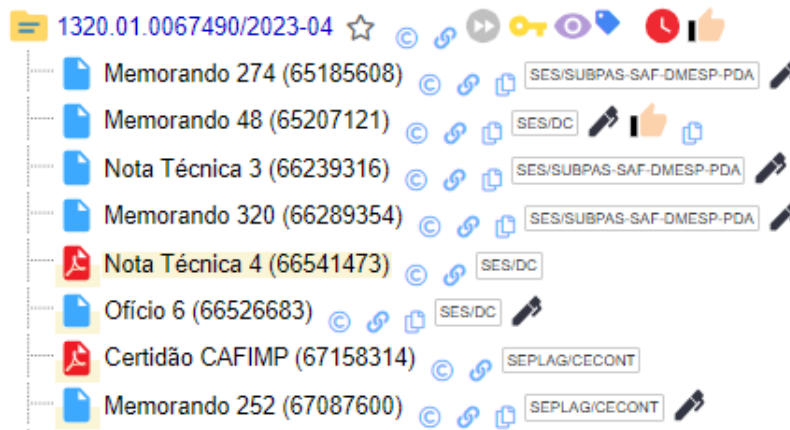 1320.01.0067490/2023-04
Memorando 274 (65185608) SES/SUBPAS-SAF-DMESP-PDA
Memorando 48 (65207121) SES/DC
Nota Técnica 3 (66239316) SES/SUBPAS-SAF-DMESP-PDA
Memorando 320 (66289354) SES/SUBPAS-SAF-DMESP-PDA
Nota Técnica 4 (66541473) SES/DC
Ofício 6 (66526683) SES/DC
Certidão CAFIMP (67158314) SEPLAG/CECONT
Memorando 252 (67087600) SEPLAG/CECONT